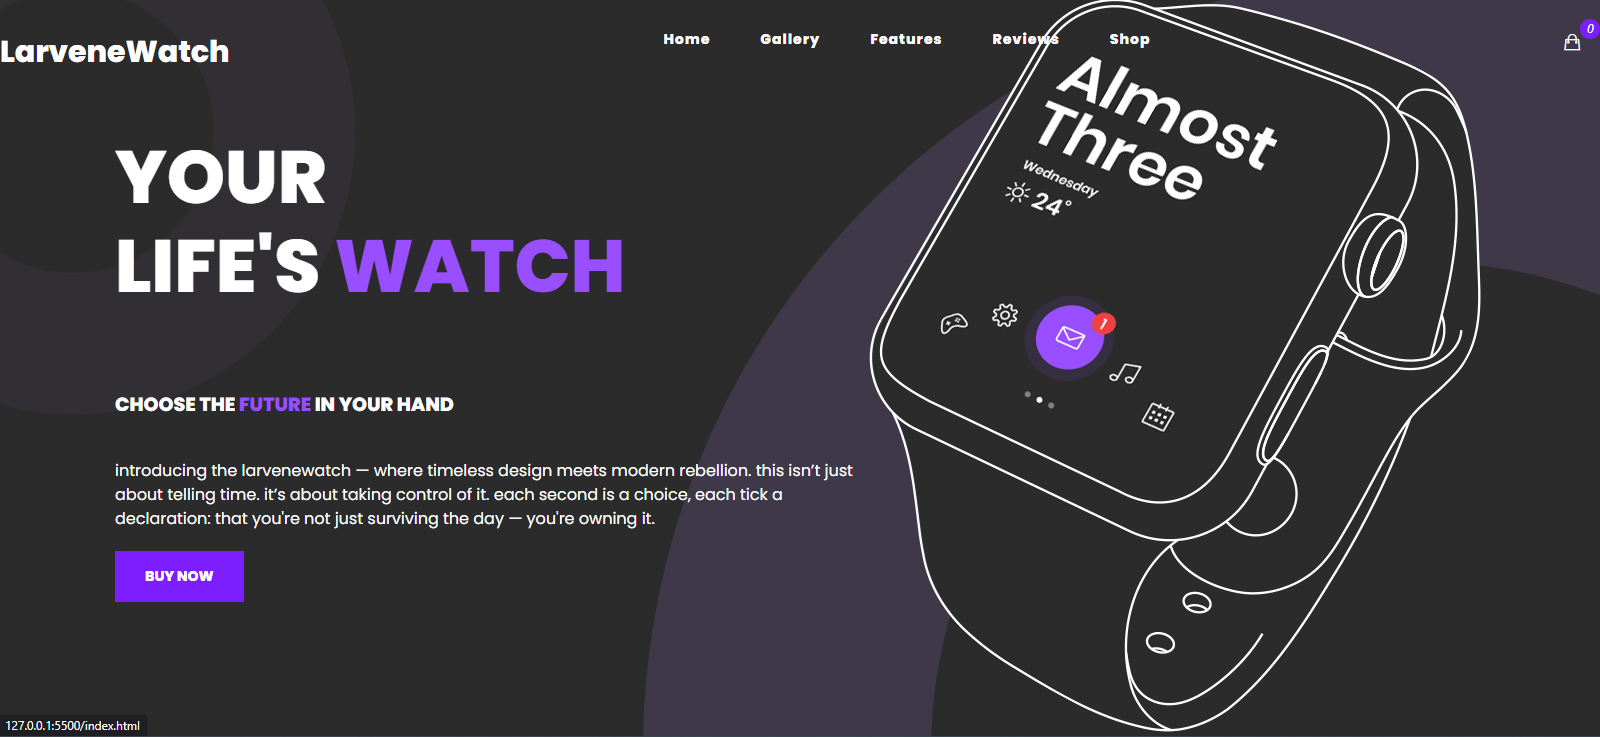 LarveneWatch
Home Gallery Features Reviews Shop
0
YOUR
LIFE'S WATCH
CHOOSE THE FUTURE IN YOUR HAND
introducing the larvenewatch — where timeless design meets modern rebellion. this isn’t just
about telling time. it’s about taking control of it. each second is a choice, each tick a
declaration: that you're not just surviving the day — you're owning it.
BUY NOW
Almost
Three
Wednesday
24°
1
127.0.0.1:5500/index.html